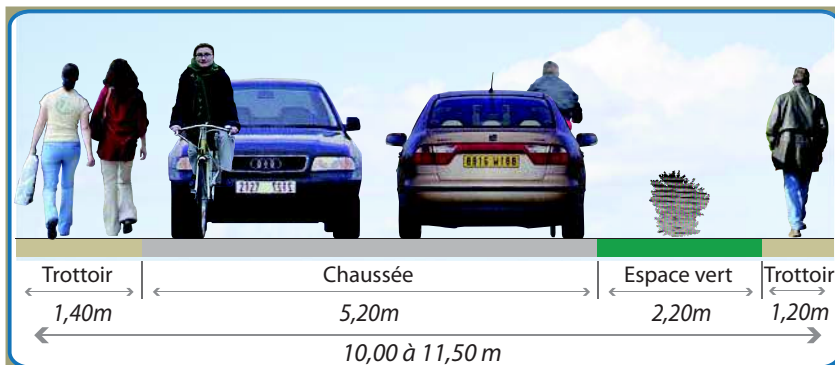 Trottoir Chaussée Espace vert Trottoir
1,40m 5,20m 2,20m 1,20m
10,00 à 11,50 m